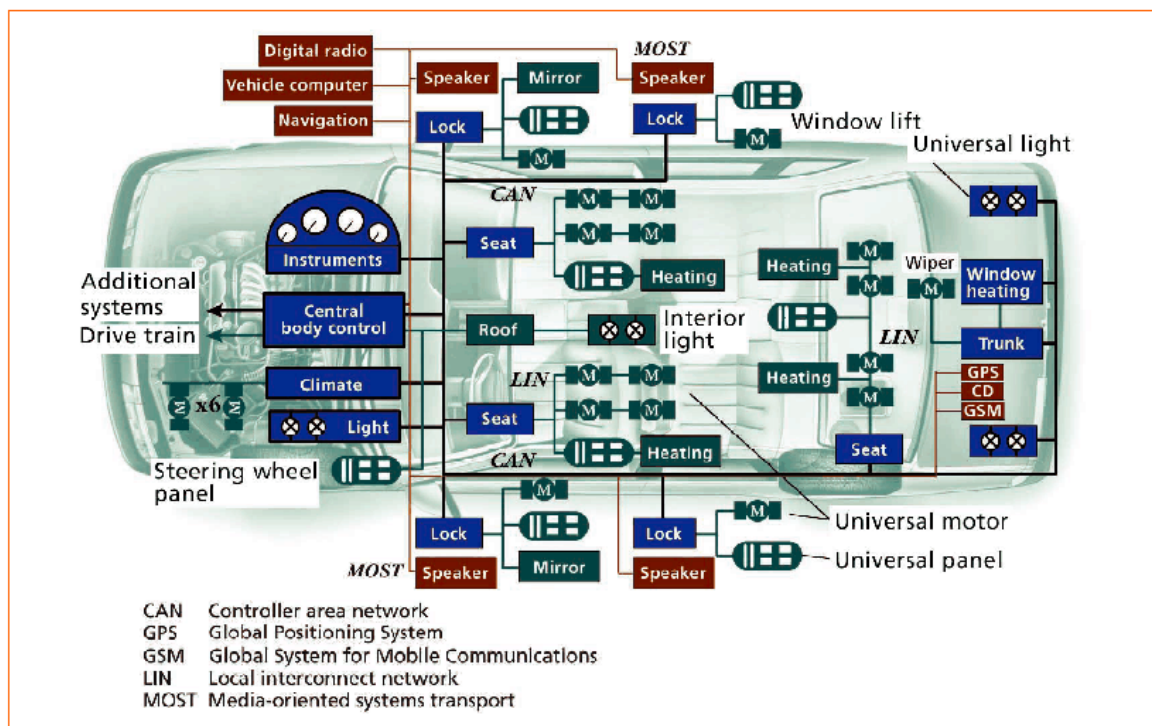 Digital radio
MOST
Vehicle computer
Speaker
Mirror
Speaker
Navigation
Lock
Lock
Window lift
M
M
Universal light
CAN
M M
Seat
M M
M
Instruments
Heating
Heating
M
Wiper
M
Window
heating
Additional
systems
Central
body control
Drive train
Roof
Interior
light
LIN
Trunk
M
GPS
LIN
M M
Heating
CD
Climate
M x6 M
Seat
M M
M
GSM
Light
Heating
Seat
CAN
Steering wheel
panel
M
M
Universal motor
Lock
Lock
Universal panel
MOST
Speaker
Mirror
Speaker
CAN Controller area network
GPS Global Positioning System
GSM Global System for Mobile Communications
LIN Local interconnect network
MOST Media-oriented systems transport